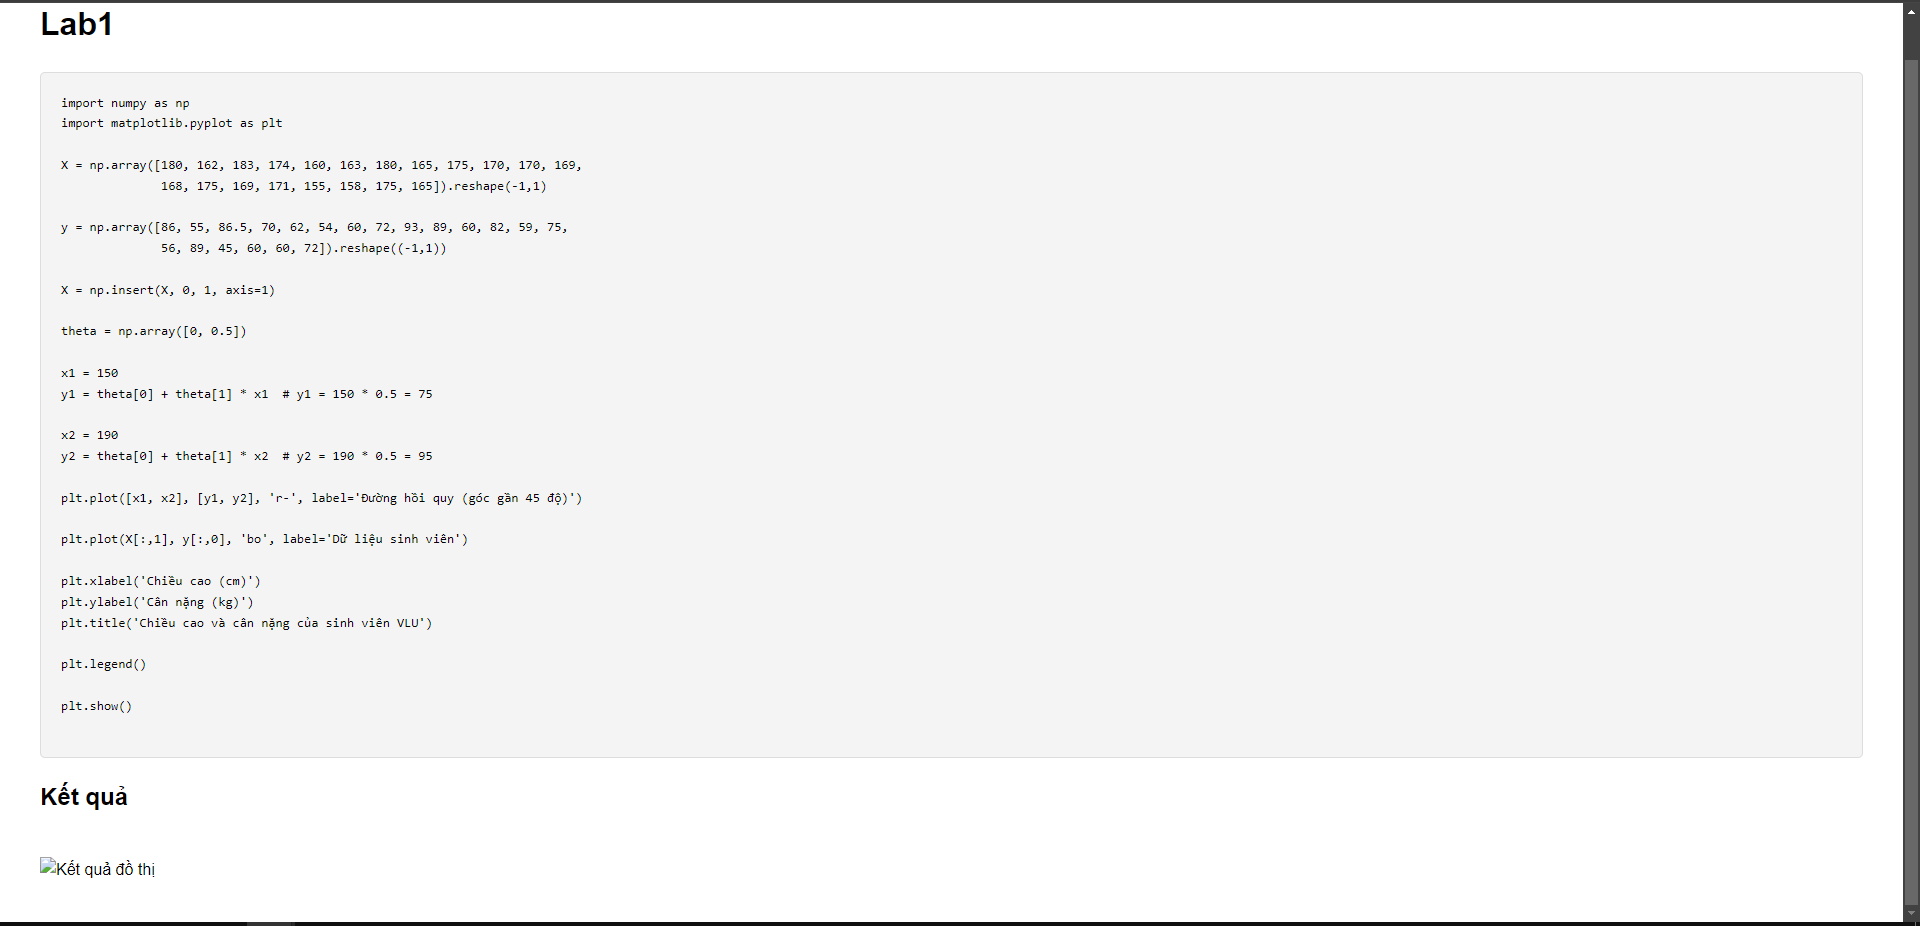 Lab1
import numpy as np
import matplotlib.pyplot as plt
X = np.array([180, 162, 183, 174, 160, 163, 180, 165, 175, 170, 170, 169,
168, 175, 169, 171, 155, 158, 175, 165]).reshape(-1,1)
y = np.array([86, 55, 86.5, 70, 62, 54, 60, 72, 93, 89, 60, 82, 59, 75,
56, 89, 45, 60, 60, 72]).reshape((-1,1))
X = np.insert(X, 0, 1, axis=1)
theta = np.array([0, 0.5])
x1 = 150
y1 = theta[0] + theta[1] * x1  # y1 = 150 * 0.5 = 75
x2 = 190
y2 = theta[0] + theta[1] * x2  # y2 = 190 * 0.5 = 95
plt.plot([x1, x2], [y1, y2], 'r-', label='Đường hồi quy (góc gần 45 độ)')
plt.plot(X[:,1], y[:,0], 'bo', label='Dữ liệu sinh viên')
plt.xlabel('Chiều cao (cm)')
plt.ylabel('Cân nặng (kg)')
plt.title('Chiều cao và cân nặng của sinh viên VLU')
plt.legend()
plt.show()
Kết quả
Kết quả đồ thị